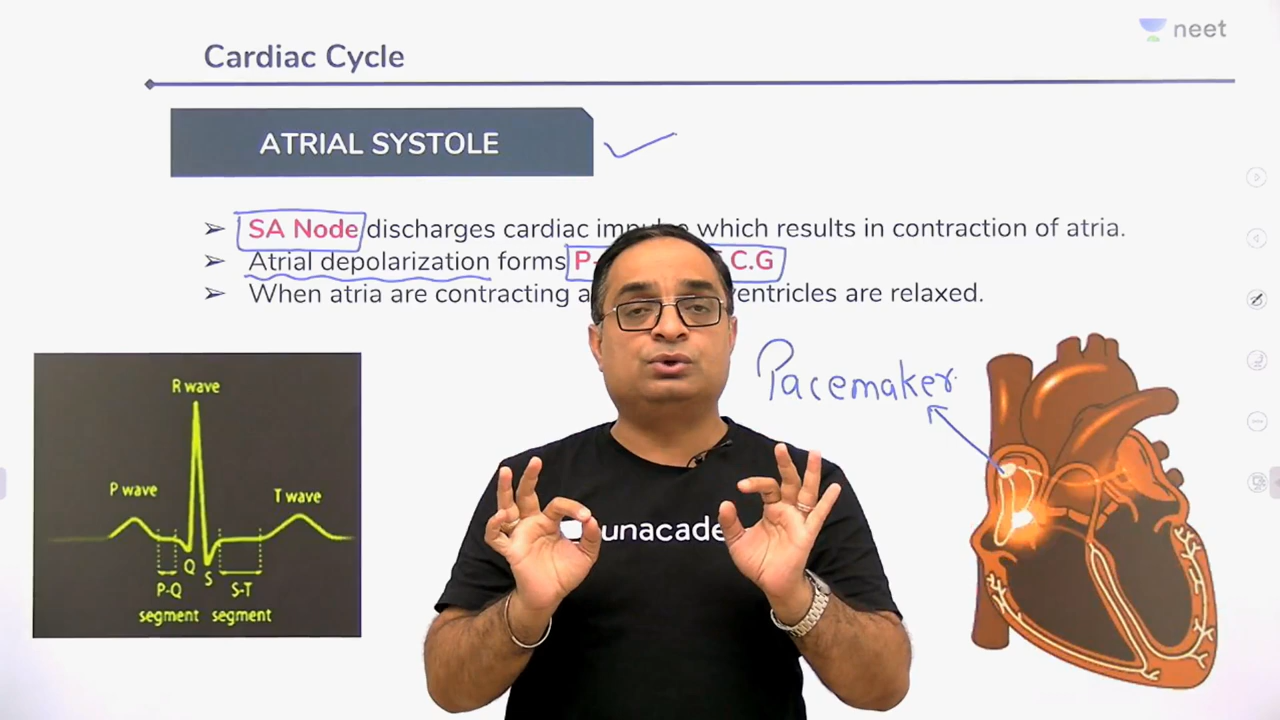 neet
Cardiac Cycle
ATRIAL SYSTOLE
➢ SA Node discharges cardiac impulse which results in contraction of atria.
➢ Atrial depolarization forms P- C.G
➢ When atria are contracting ventricles are relaxed.
Pacemaker
R wave
P wave
T wave
Q
S
P-Q
segment
S-T
segment
unacade